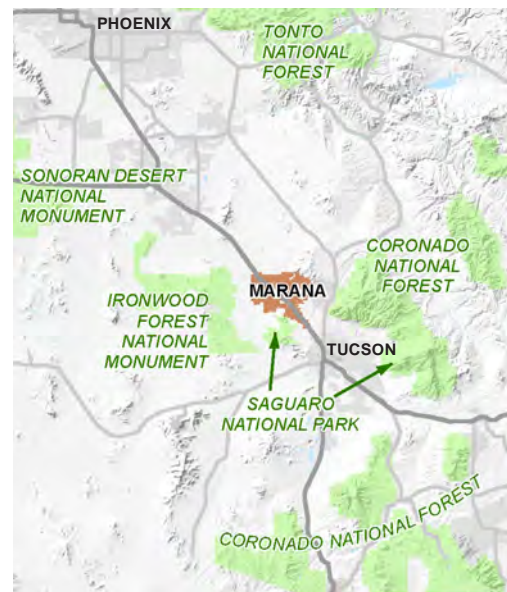 PHOENIX
TONTO
NATIONAL
FOREST
SONORAN DESERT
NATIONAL
MONUMENT
CORONADO
NATIONAL
FOREST
MARANA
IRONWOOD
FOREST
NATIONAL
MONUMENT
TUCSON
SAGUARO
NATIONAL PARK
CORONADO NATIONAL FOREST